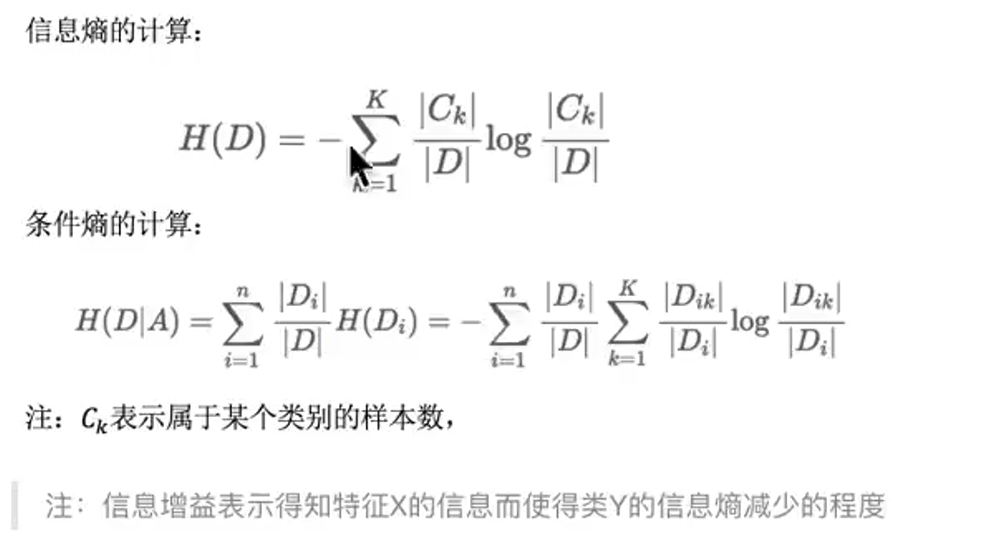 信息熵的计算：
H(D) = -\sum_{k=1}^{K} \frac{|C_k|}{|D|} \log \frac{|C_k|}{|D|}
条件熵的计算：
H(D|A) = \sum_{i=1}^{n} \frac{|D_i|}{|D|} H(D_i) = -\sum_{i=1}^{n} \frac{|D_i|}{|D|} \sum_{k=1}^{K} \frac{|D_{ik}|}{|D_i|} \log \frac{|D_{ik}|}{|D_i|}
注：C_k表示属于某个类别的样本数，
注：信息增益表示得知特征X的信息而使得类Y的信息熵减少的程度